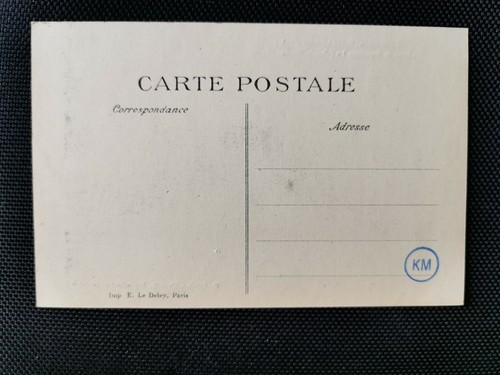 CARTE POSTALE
Correspondance
Adresse
KM
Imp. E. Le Deley, Paris